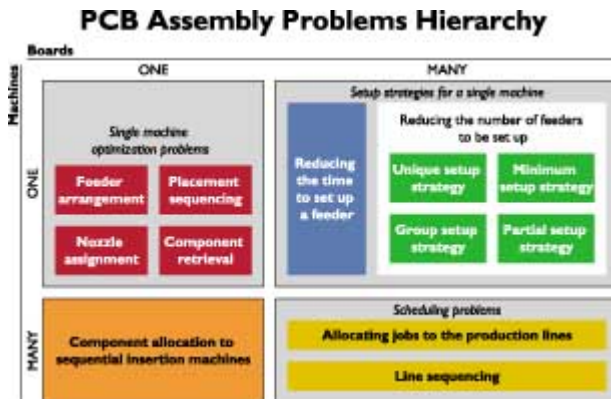 PCB Assembly Problems Hierarchy
Boards
Machines
ONE
MANY
ONE
Single machine
optimization problems
Feeder
arrangement
Placement
sequencing
Nozzle
assignment
Component
retrieval
Setup strategies for a single machine
Reducing
the time
to set up
a feeder
Reducing the number of feeders
to be set up
Unique setup
strategy
Minimum
setup strategy
Group setup
strategy
Partial setup
strategy
MANY
Component allocation to
sequential insertion machines
Scheduling problems
Allocating jobs to the production lines
Line sequencing